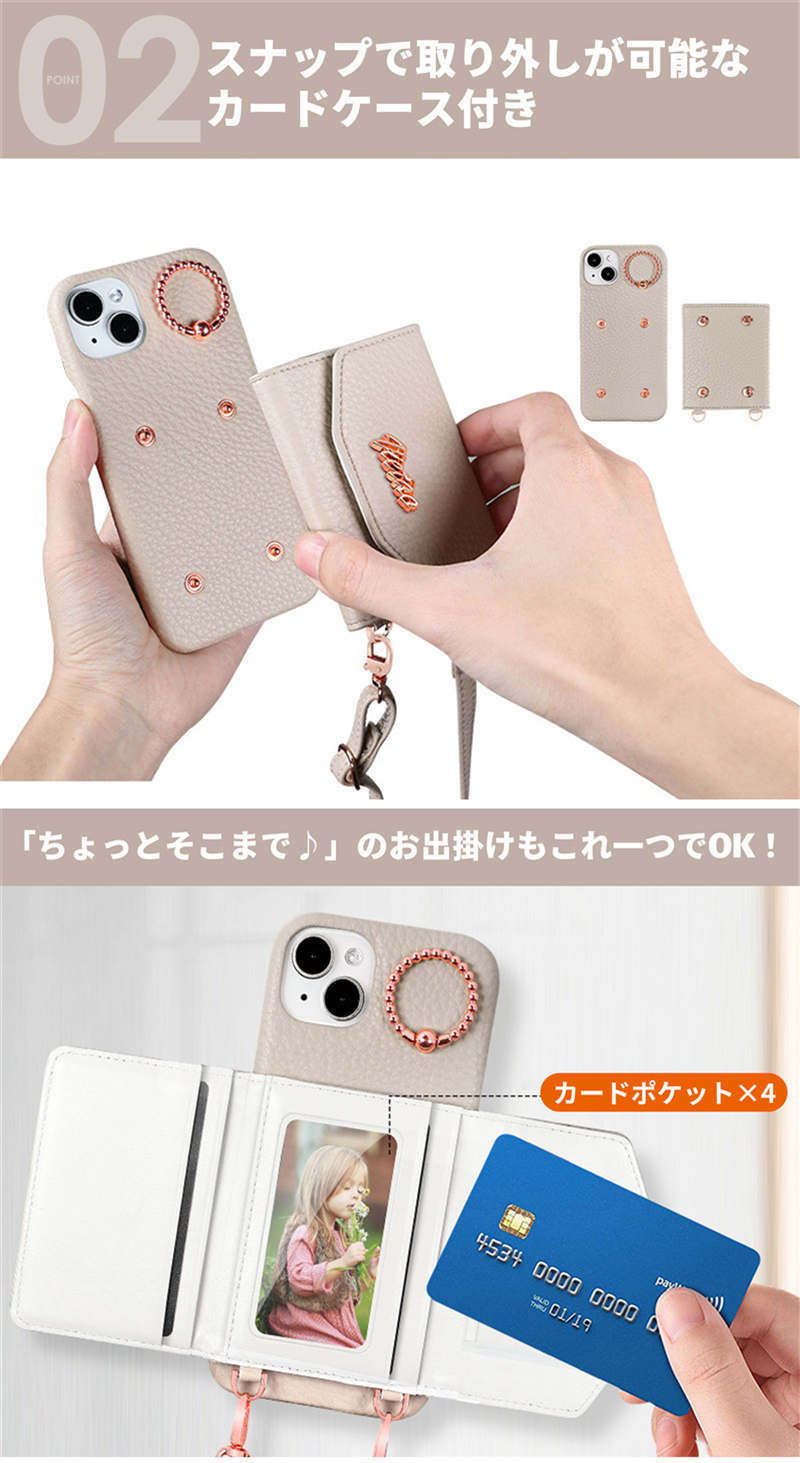 02
POINT
スナップで取り外しが可能な
カードケース付き
「ちょっとそこまで♪」のお出掛けもこれ一つでOK！
カードポケット×4
4534 0000 0000
VALID
THRU 01/19